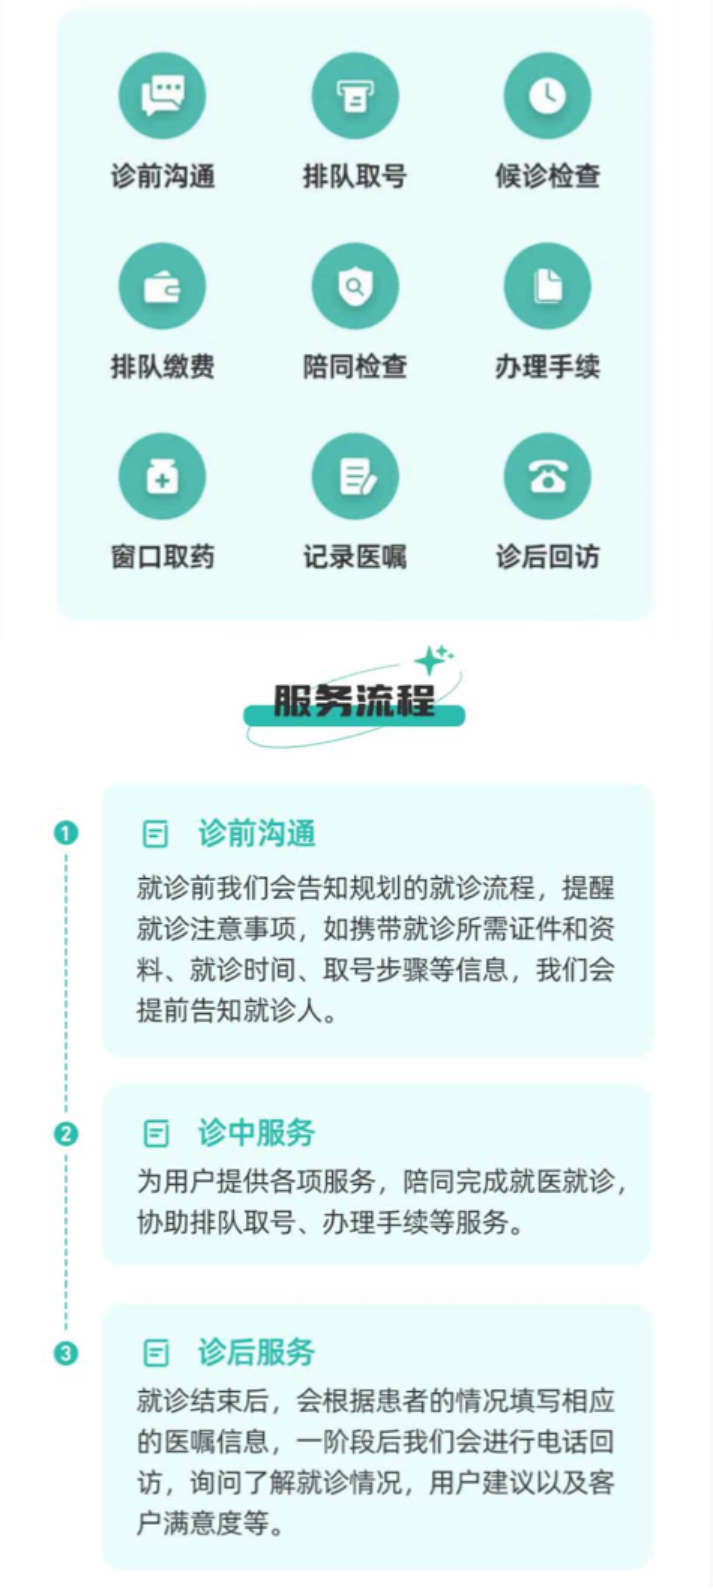 诊前沟通 排队取号 候诊检查
排队缴费 陪同检查 办理手续
窗口取药 记录医嘱 诊后回访
服务流程
1 诊前沟通
就诊前我们会告知规划的就诊流程，提醒
就诊注意事项，如携带就诊所需证件和资
料、就诊时间、取号步骤等信息，我们会
提前告知就诊人。
2 诊中服务
为用户提供各项服务，陪同完成就医就诊，
协助排队取号、办理手续等服务。
3 诊后服务
就诊结束后，会根据患者的情况填写相应
的医嘱信息，一阶段后我们会进行电话回
访，询问了解就诊情况，用户建议以及客
户满意度等。